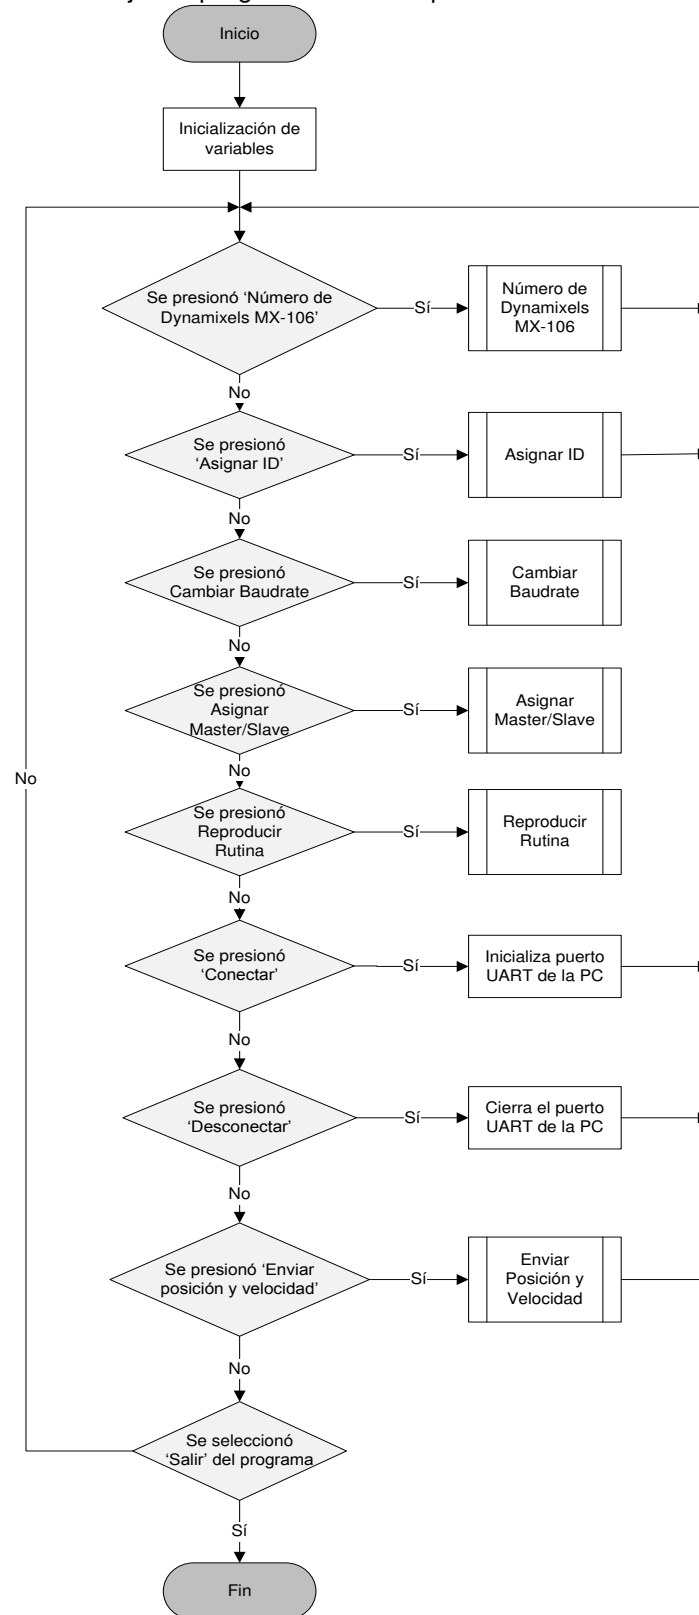 Inicio
Inicialización de
variables
Se presionó ‘Número de
Dynamixels MX-106’
Sí
Número de
Dynamixels
MX-106
No
Se presionó
‘Asignar ID’
Sí
Asignar ID
No
Se presionó
Cambiar Baudrate
Sí
Cambiar
Baudrate
No
Se presionó
Asignar
Master/Slave
Sí
Asignar
Master/Slave
No
No
Se presionó
Reproducir
Rutina
Sí
Reproducir
Rutina
No
Se presionó
‘Conectar’
Sí
Inicializa puerto
UART de la PC
No
Se presionó
‘Desconectar’
Sí
Cierra el puerto
UART de la PC
No
Se presionó ‘Enviar
posición y velocidad’
Sí
Enviar
Posición y
Velocidad
No
Se seleccionó
‘Salir’ del programa
Sí
Fin